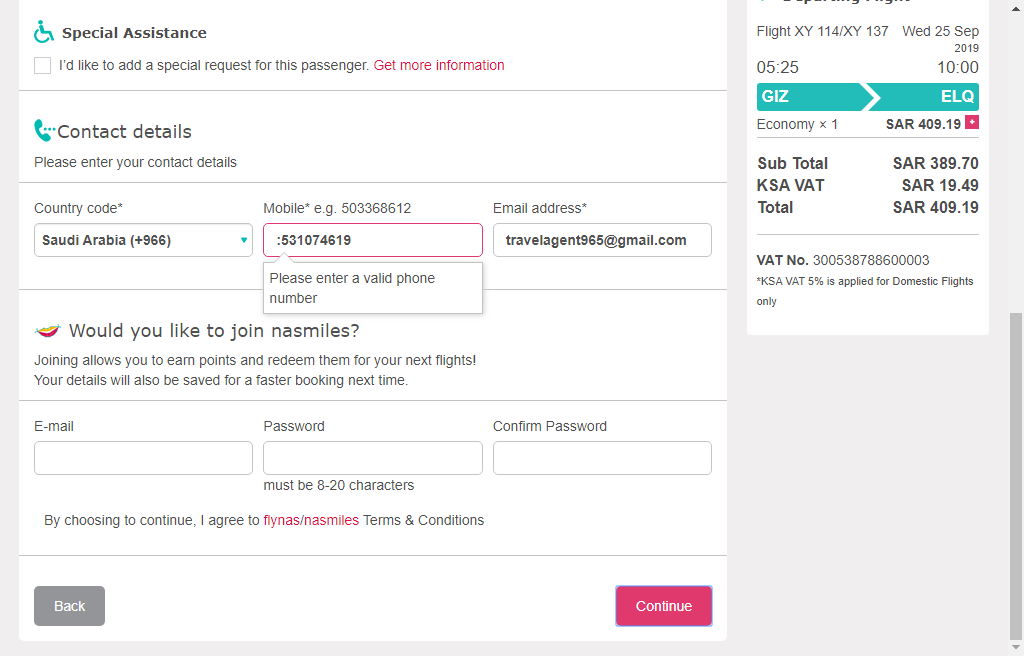 Special Assistance
I'd like to add a special request for this passenger. Get more information
Contact details
Please enter your contact details
Country code*
Mobile* e.g. 503368612
Email address*
Saudi Arabia (+966)
:531074619
travelagent965@gmail.com
Please enter a valid phone
number
Would you like to join nasmiles?
Joining allows you to earn points and redeem them for your next flights!
Your details will also be saved for a faster booking next time.
E-mail
Password
Confirm Password
must be 8-20 characters
By choosing to continue, I agree to flynas/nasmiles Terms & Conditions
Back
Continue
Departing Flight
Flight XY 114/XY 137
Wed 25 Sep
2019
05:25
10:00
GIZ
ELQ
Economy × 1
SAR 409.19 +
Sub Total
SAR 389.70
KSA VAT
SAR 19.49
Total
SAR 409.19
VAT No. 300538788600003
*KSA VAT 5% is applied for Domestic Flights
only